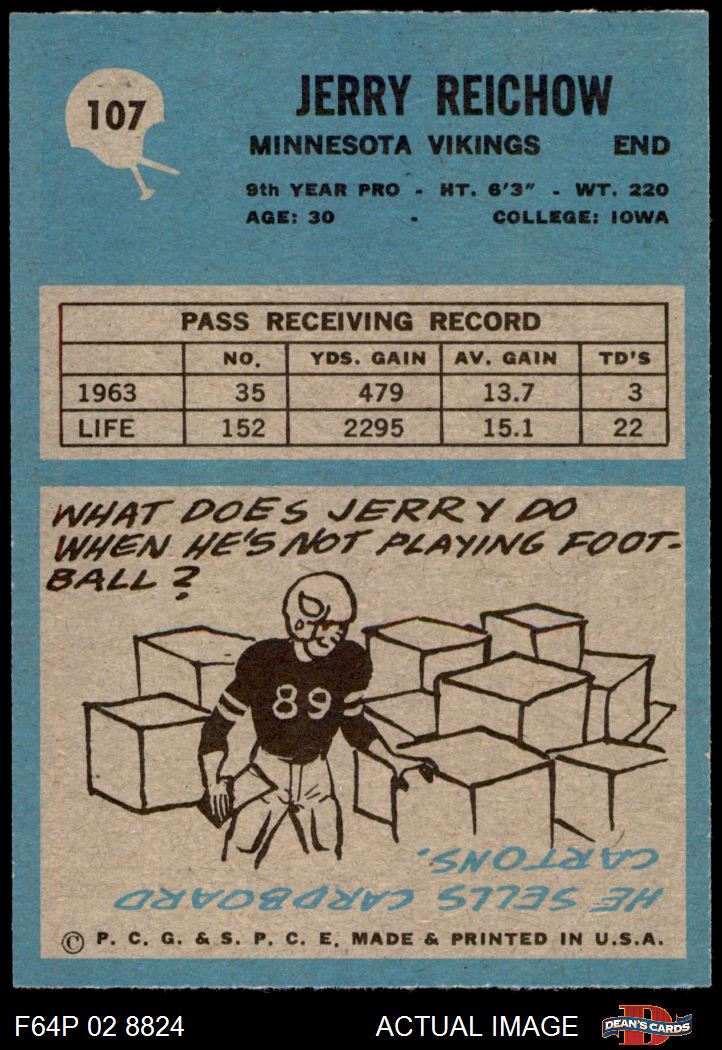 107
JERRY REICHOW
MINNESOTA VIKINGS END
9th YEAR PRO - HT. 6'3" - WT. 220
AGE: 30 - COLLEGE: IOWA
PASS RECEIVING RECORD
NO. YDS. GAIN AV. GAIN TD'S
1963 35 479 13.7 3
LIFE 152 2295 15.1 22
WHAT DOES JERRY DO
WHEN HE'S NOT PLAYING FOOT-
BALL?
89
HE SELLS CARDBOARD
CARTONS.
© P. C. G. & S. P. C. E. MADE & PRINTED IN U.S.A.
F64P 02 8824 ACTUAL IMAGE
D
DEAN'S CARDS